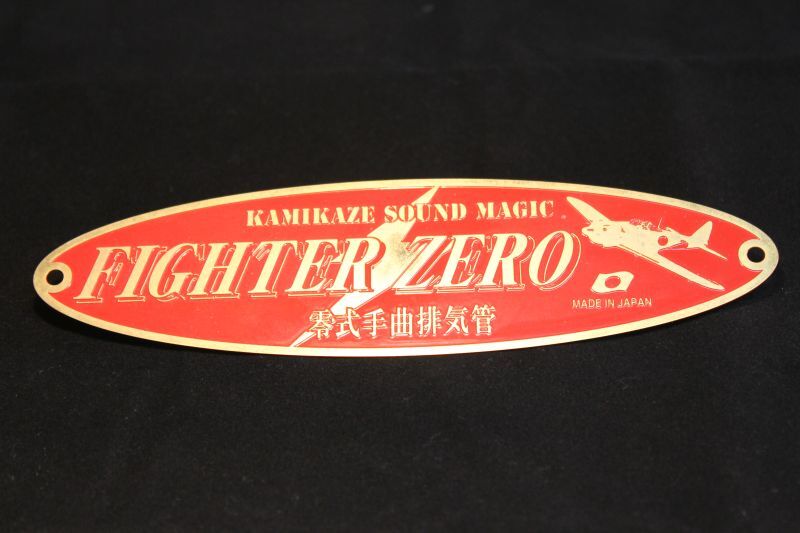 KAMIKAZE SOUND MAGIC
FIGHTER ZERO
MADE IN JAPAN
零式手曲排気管